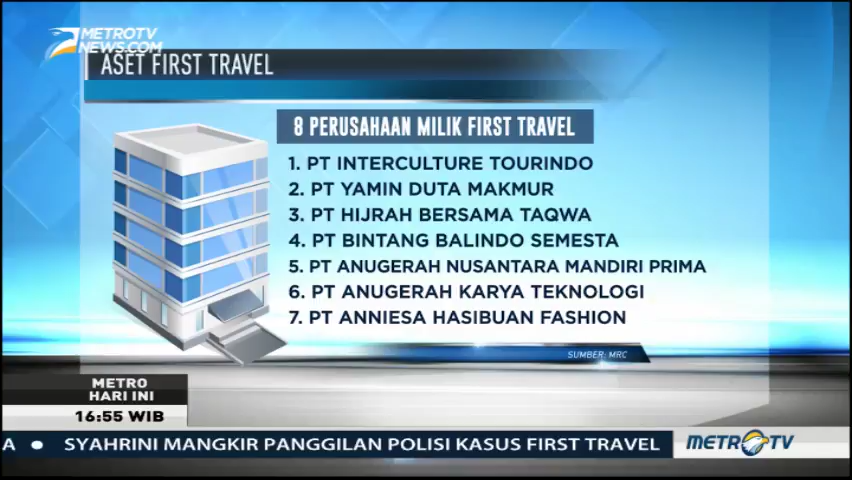 METROTV
NEWS.COM
ASET FIRST TRAVEL
8 PERUSAHAAN MILIK FIRST TRAVEL
1. PT INTERCULTURE TOURINDO
2. PT YAMIN DUTA MAKMUR
3. PT HIJRAH BERSAMA TAQWA
4. PT BINTANG BALINDO SEMESTA
5. PT ANUGERAH NUSANTARA MANDIRI PRIMA
6. PT ANUGERAH KARYA TEKNOLOGI
7. PT ANNIESA HASIBUAN FASHION
SUMBER: MRC
METRO
HARI INI
16:55 WIB
A • SYAHRINI MANGKIR PANGGILAN POLISI KASUS FIRST TRAVEL
METRO TV